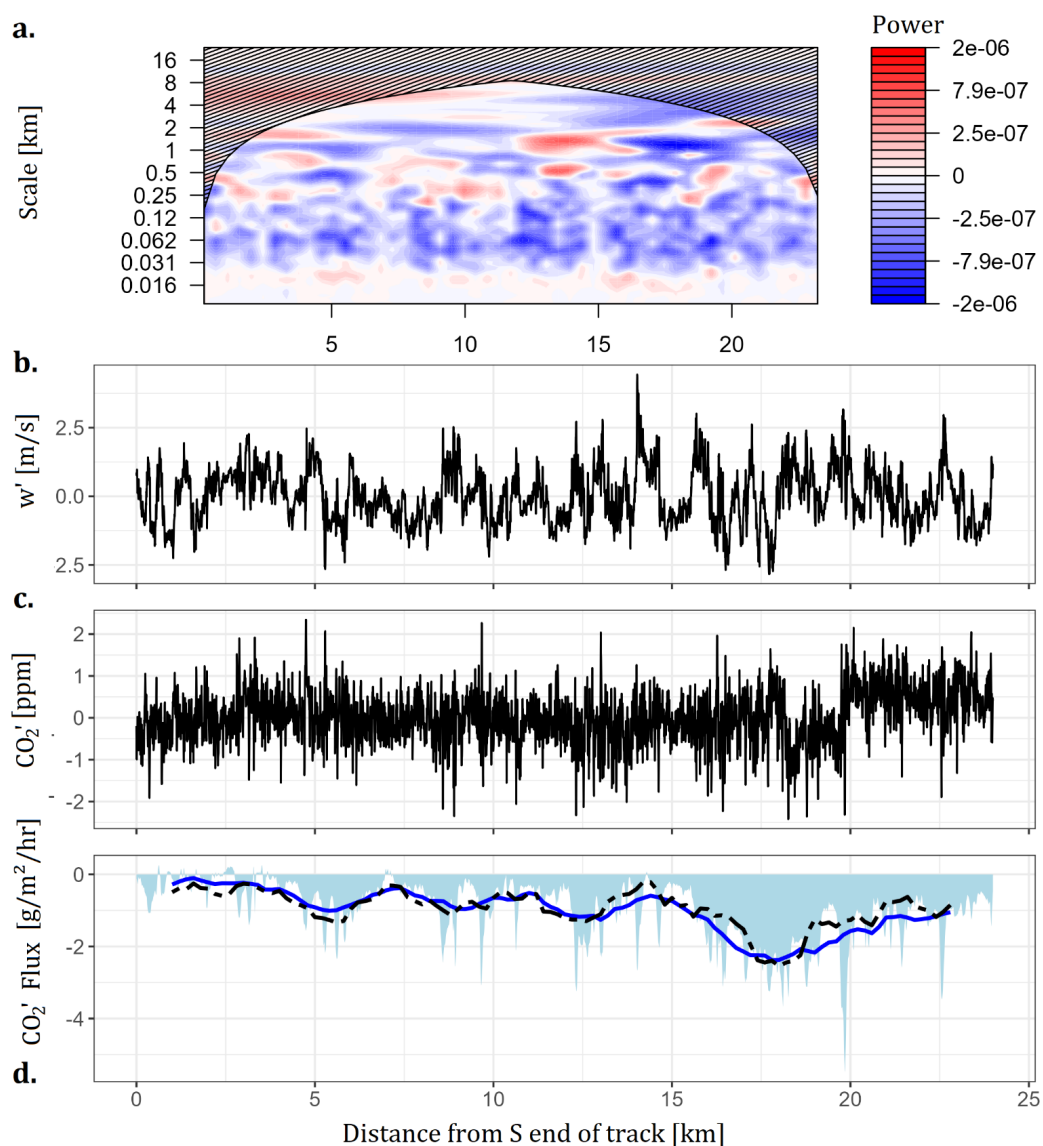 a.
Power
Scale [km]
16
8
4
2
1
0.5
0.25
0.12
0.062
0.031
0.016
2e-06
7.9e-07
2.5e-07
0
-2.5e-07
-7.9e-07
-2e-06
5 10 15 20
b.
w' [m/s]
2.5
0.0
2.5
c.
CO₂' [ppm]
2
1
0
-1
-2
CO₂' Flux [g/m²/hr]
0
-2
-4
d.
0 5 10 15 20 25
Distance from S end of track [km]